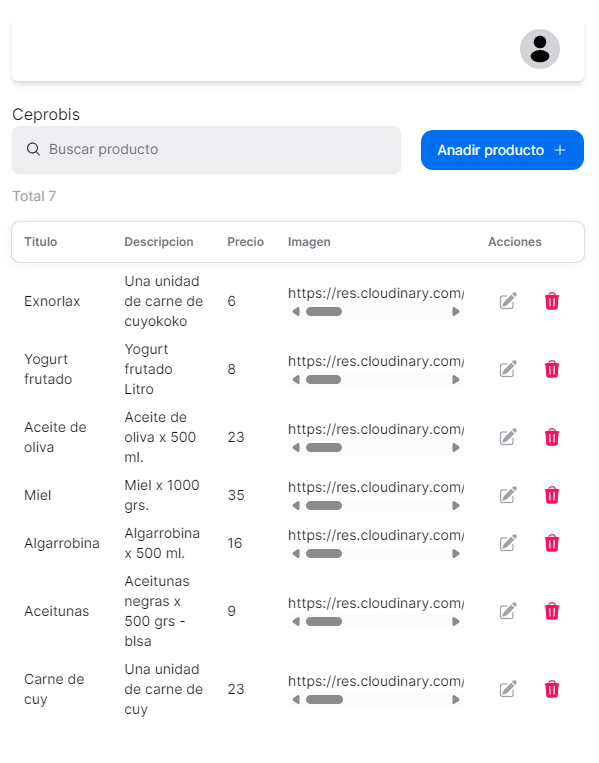 Ceprobis
Buscar producto
Anadir producto
Total 7
Titulo Descripcion Precio Imagen Acciones
Exnorlax
Una unidad
de carne de
cuyokoko
6
https://res.cloudinary.com/
Yogurt
frutado
Yogurt
frutado
Litro
8
https://res.cloudinary.com/
Aceite de
oliva
Aceite de
oliva x 500
ml.
23
https://res.cloudinary.com/
Miel
Miel x 1000
grs.
35
https://res.cloudinary.com/
Algarrobina
Algarrobina
x 500 ml.
16
https://res.cloudinary.com/
Aceitunas
Aceitunas
negras x
500 grs -
blsa
9
https://res.cloudinary.com/
Carne de
cuy
Una unidad
de carne de
cuy
23
https://res.cloudinary.com/